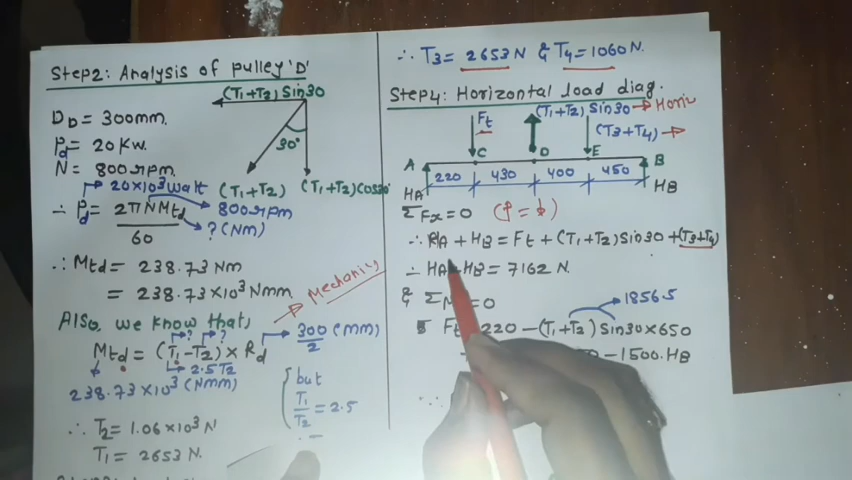 Step2: Analysis of pulley 'D'
(T1+T2) Sin30
DD = 300mm.
Pd = 20 KW.
N = 800 rpm.
30°
(T1+T2)
(T1+T2) Cos30
20×10³ Watt
∴ Pd = 2πNMtd
60
800rpm
? (Nm)
∴ Mtd = 238.73 Nm
= 238.73×10³ Nmm.
Also, we know that,
Mechanics
Mtd = (T1-T2) × Rd
? ?
2.5T2
300 (mm)
2
238.73×10³ (Nmm)
but
T1 = 2.5
T2
∴ T2 = 1.06×10³ N
T1 = 2653 N.
∴ T3 = 2653 N & T4 = 1060 N.
Step4: Horizontal load diag.
Ft
(T1+T2) Sin30 → Horiz
(T3+T4) →
A C D E B
220 430 400 450
HA HB
ΣFx = 0
∴ RA + HB = Ft + (T1+T2) Sin30 + (T3+T4)
∴ HA + HB = 7162 N.
& ΣM = 0
1856.5
Ft 220 - (T1+T2) Sin30 × 650
- 1500.HB